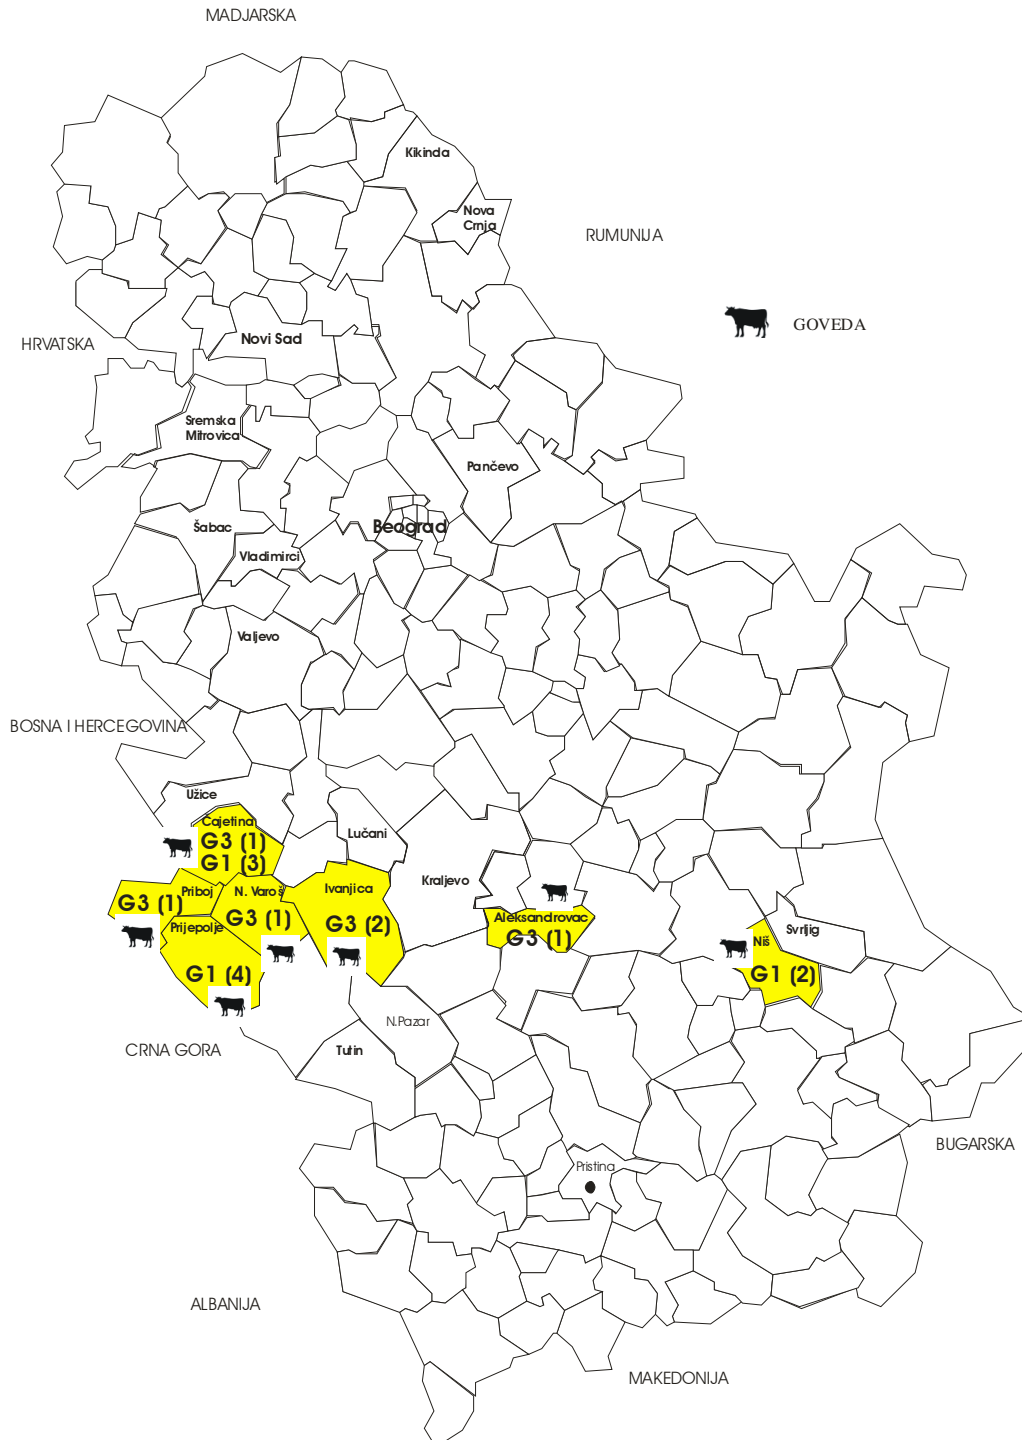 MADJARSKA
Kikinda
Nova
Crnja
RUMUNIJA
GOVEDA
HRVATSKA
Novi Sad
Sremska
Mitrovica
Pančevo
Šabac
Beograd
Vladimirci
Valjevo
BOSNA I HERCEGOVINA
Užice
Čajetina
G3 (1)
G1 (3)
Lučani
Kraljevo
Priboj
G3 (1)
N. Varoš
G3 (1)
Ivanjica
G3 (2)
Aleksandrovac
G3 (1)
Prijepolje
G1 (4)
Svrljig
Niš
G1 (2)
N.Pazar
CRNA GORA
Tutin
BUGARSKA
Pristina
ALBANIJA
MAKEDONIJA